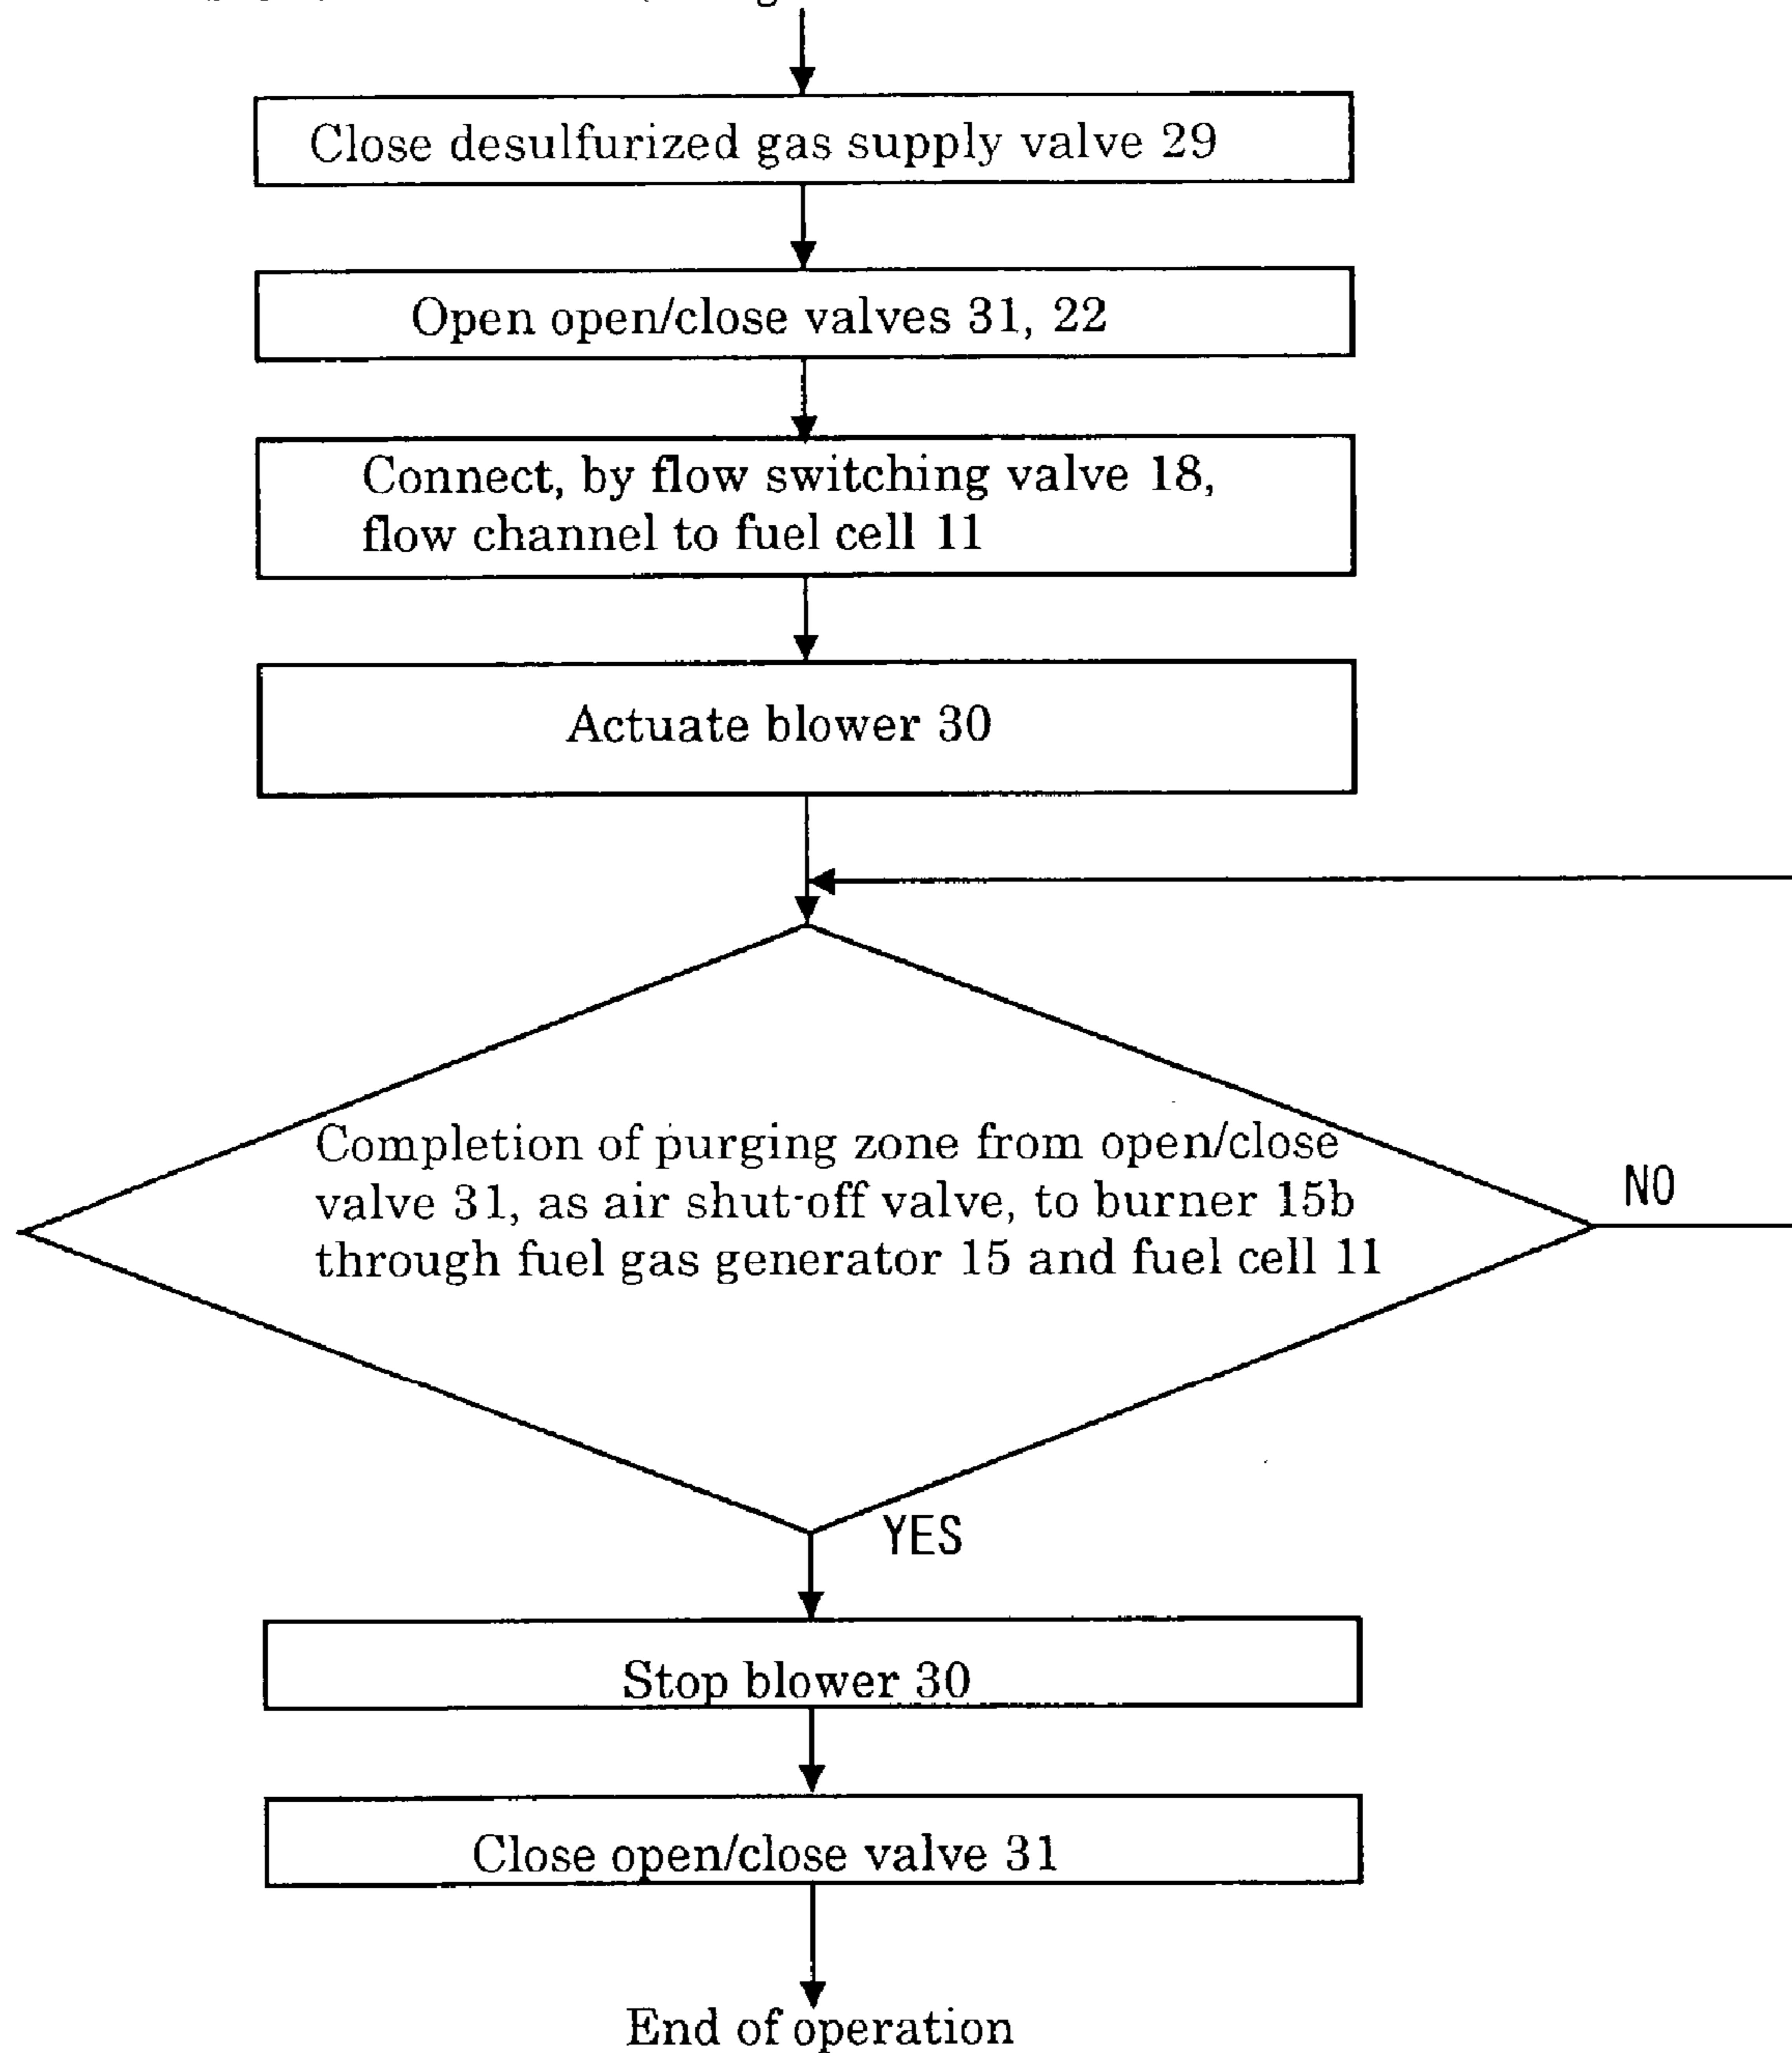 Close desulfurized gas supply valve 29
Open open/close valves 31, 22
Connect, by flow switching valve 18,
flow channel to fuel cell 11
Actuate blower 30
Completion of purging zone from open/close
valve 31, as air shut-off valve, to burner 15b
through fuel gas generator 15 and fuel cell 11
NO
YES
Stop blower 30
Close open/close valve 31
End of operation